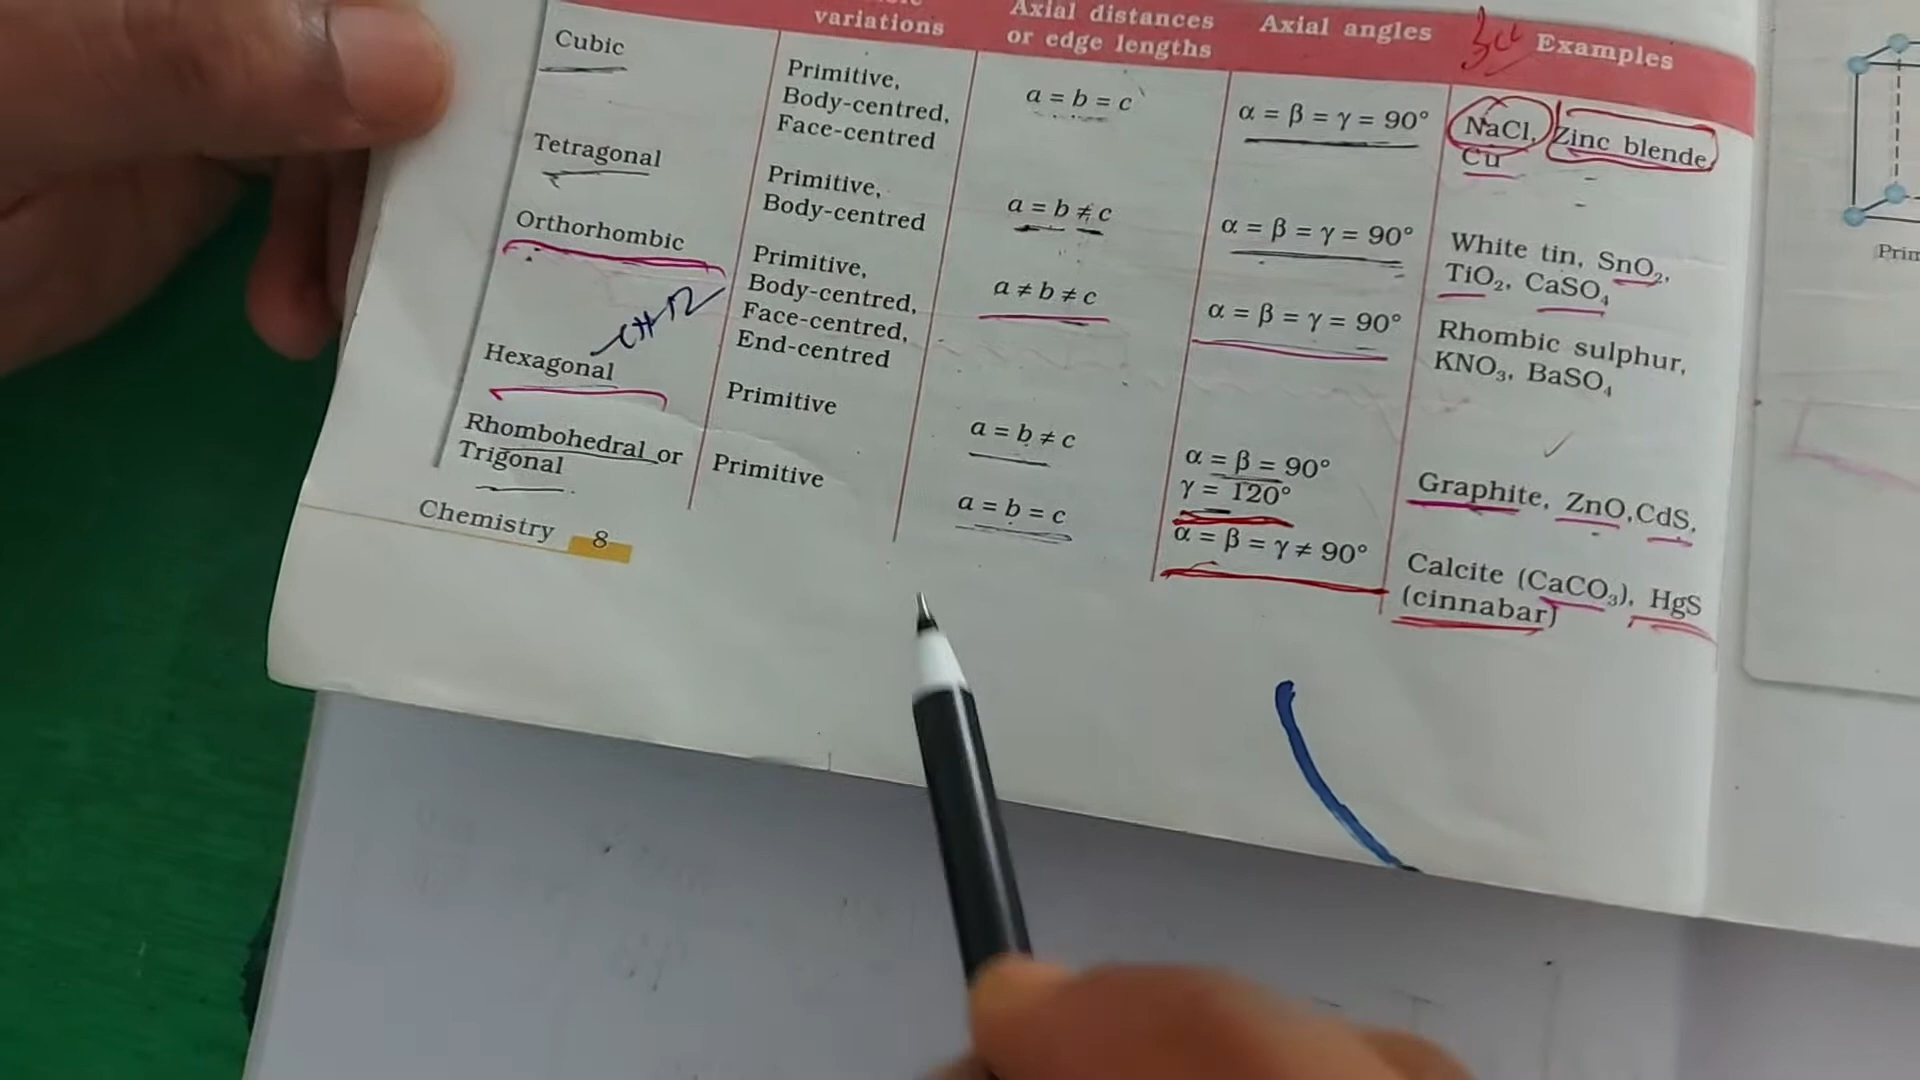 variations
Axial distances
or edge lengths
Axial angles
Examples
Cubic
Primitive,
Body-centred,
Face-centred
a = b = c
α = β = γ = 90°
NaCl, Zinc blende,
Cu
Tetragonal
Primitive,
Body-centred
a = b ≠ c
α = β = γ = 90°
White tin, SnO₂,
TiO₂, CaSO₄
Orthorhombic
Primitive,
Body-centred,
Face-centred,
End-centred
a ≠ b ≠ c
α = β = γ = 90°
Rhombic sulphur,
KNO₃, BaSO₄
Hexagonal
Primitive
a = b ≠ c
α = β = 90°
γ = 120°
Graphite, ZnO,CdS,
Rhombohedral or
Trigonal
Primitive
a = b = c
α = β = γ ≠ 90°
Calcite (CaCO₃), HgS
(cinnabar)
Chemistry 8